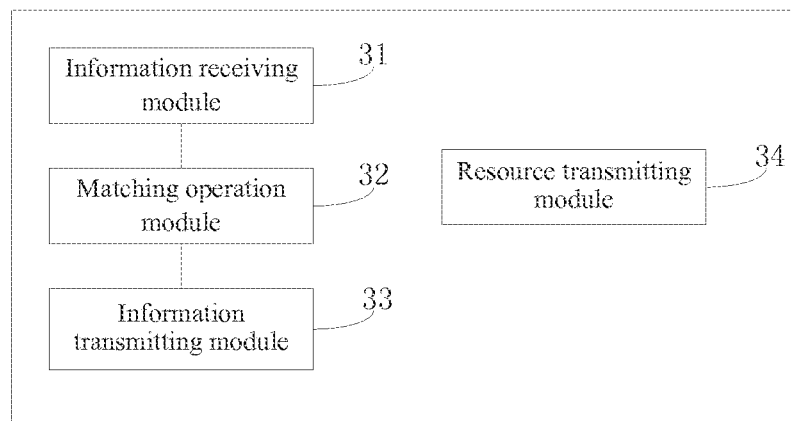 31
Information receiving
module
32
Matching operation
module
34
Resource transmitting
module
33
Information
transmitting module